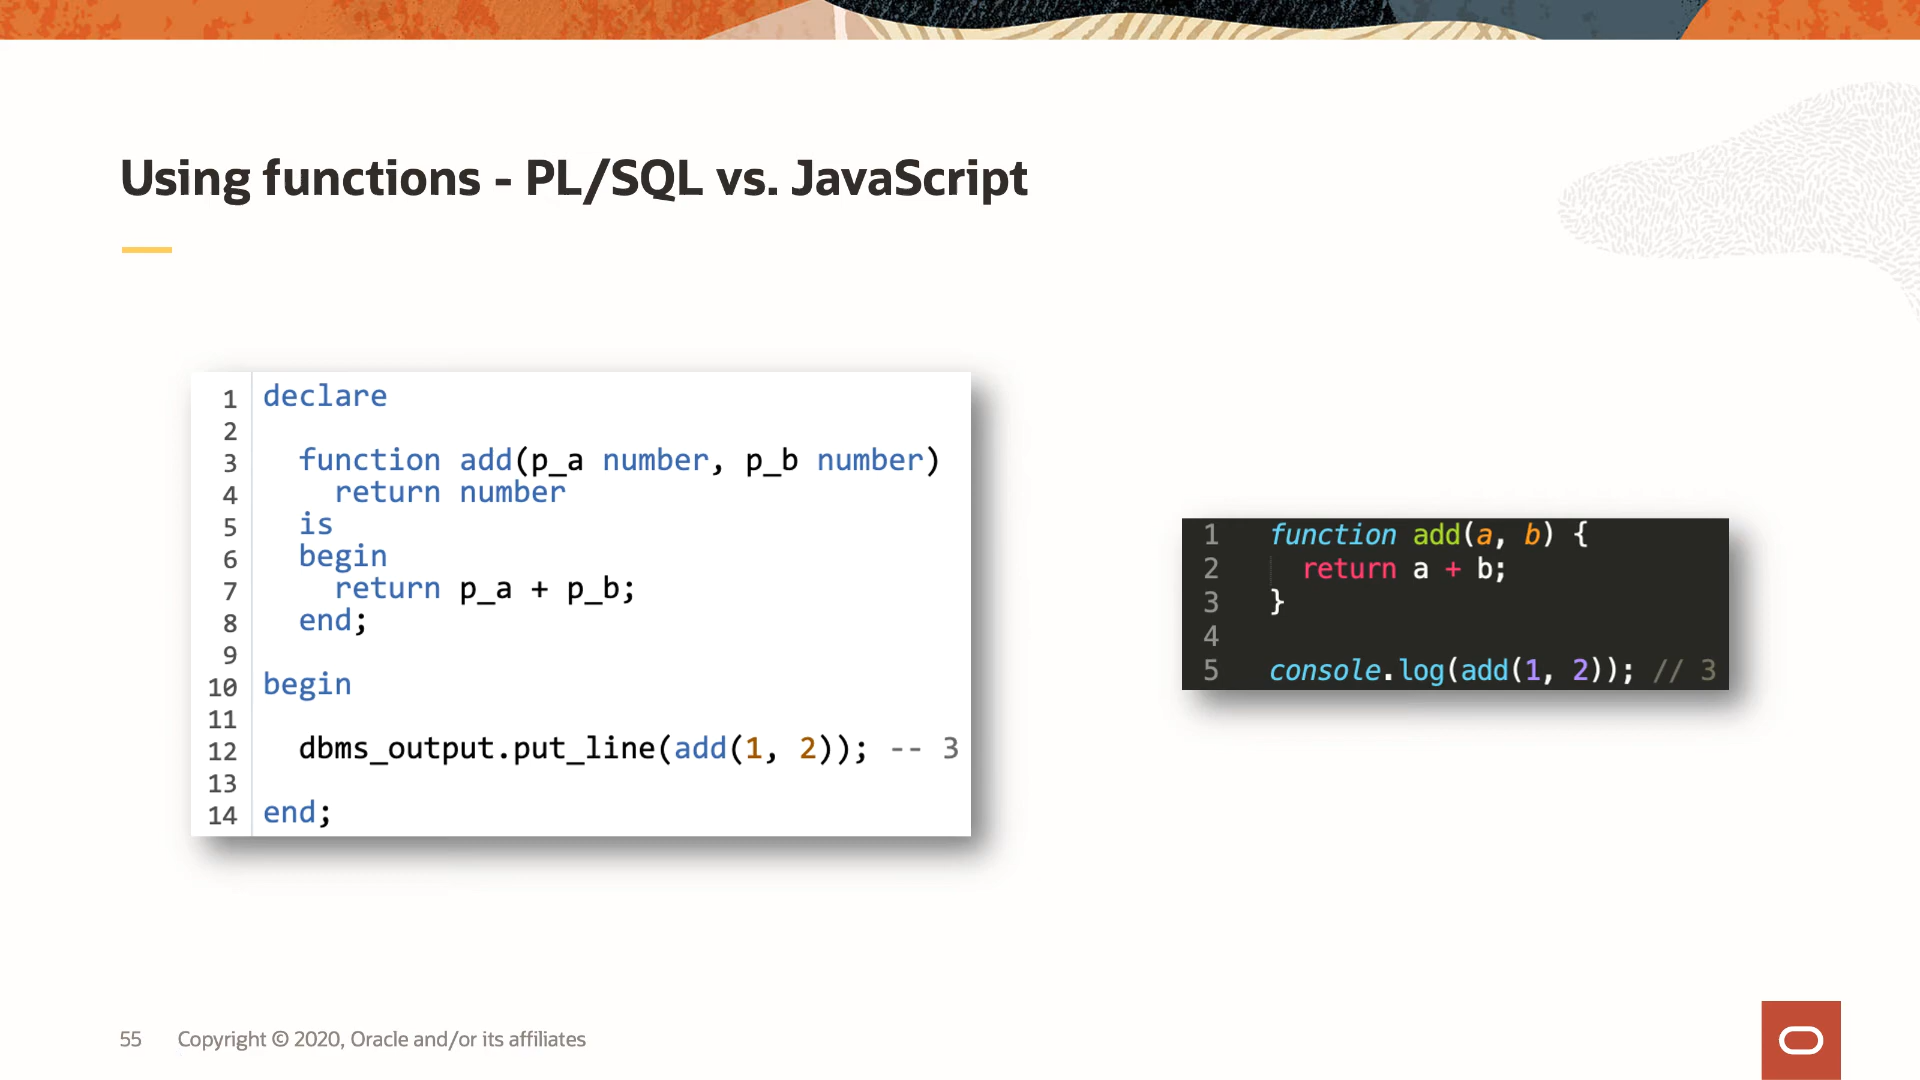 Using functions - PL/SQL vs. JavaScript
1 declare
2
3 function add(p_a number, p_b number)
4 return number
5 is
6 begin
7 return p_a + p_b;
8 end;
9
10 begin
11
12 dbms_output.put_line(add(1, 2)); -- 3
13
14 end;
1 function add(a, b) {
2 return a + b;
3 }
4
5 console.log(add(1, 2)); // 3
55 Copyright © 2020, Oracle and/or its affiliates